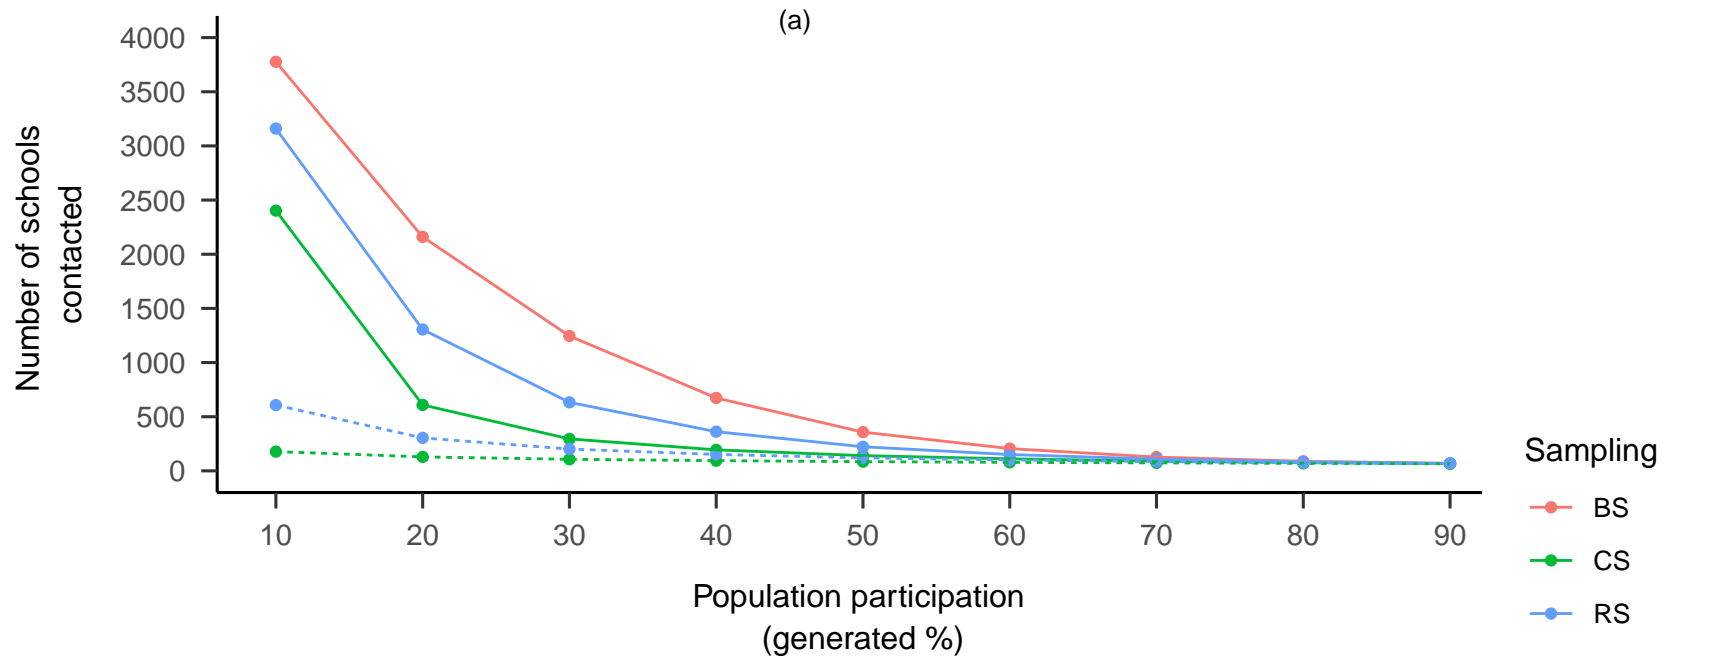 (a)
4000
3500
3000
2500
2000
1500
1000
500
0
Number of schools
contacted
10 20 30 40 50 60 70 80 90
Population participation
(generated %)
Sampling
BS
CS
RS